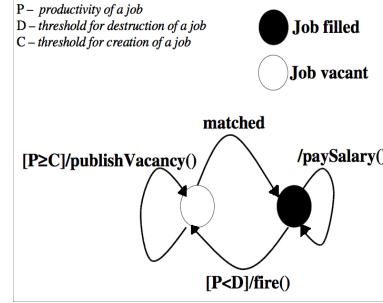 P – productivity of a job
D – threshold for destruction of a job
C – threshold for creation of a job
Job filled
Job vacant
matched
[P≥C]/publishVacancy()
/paySalary()
[P<D]/fire()